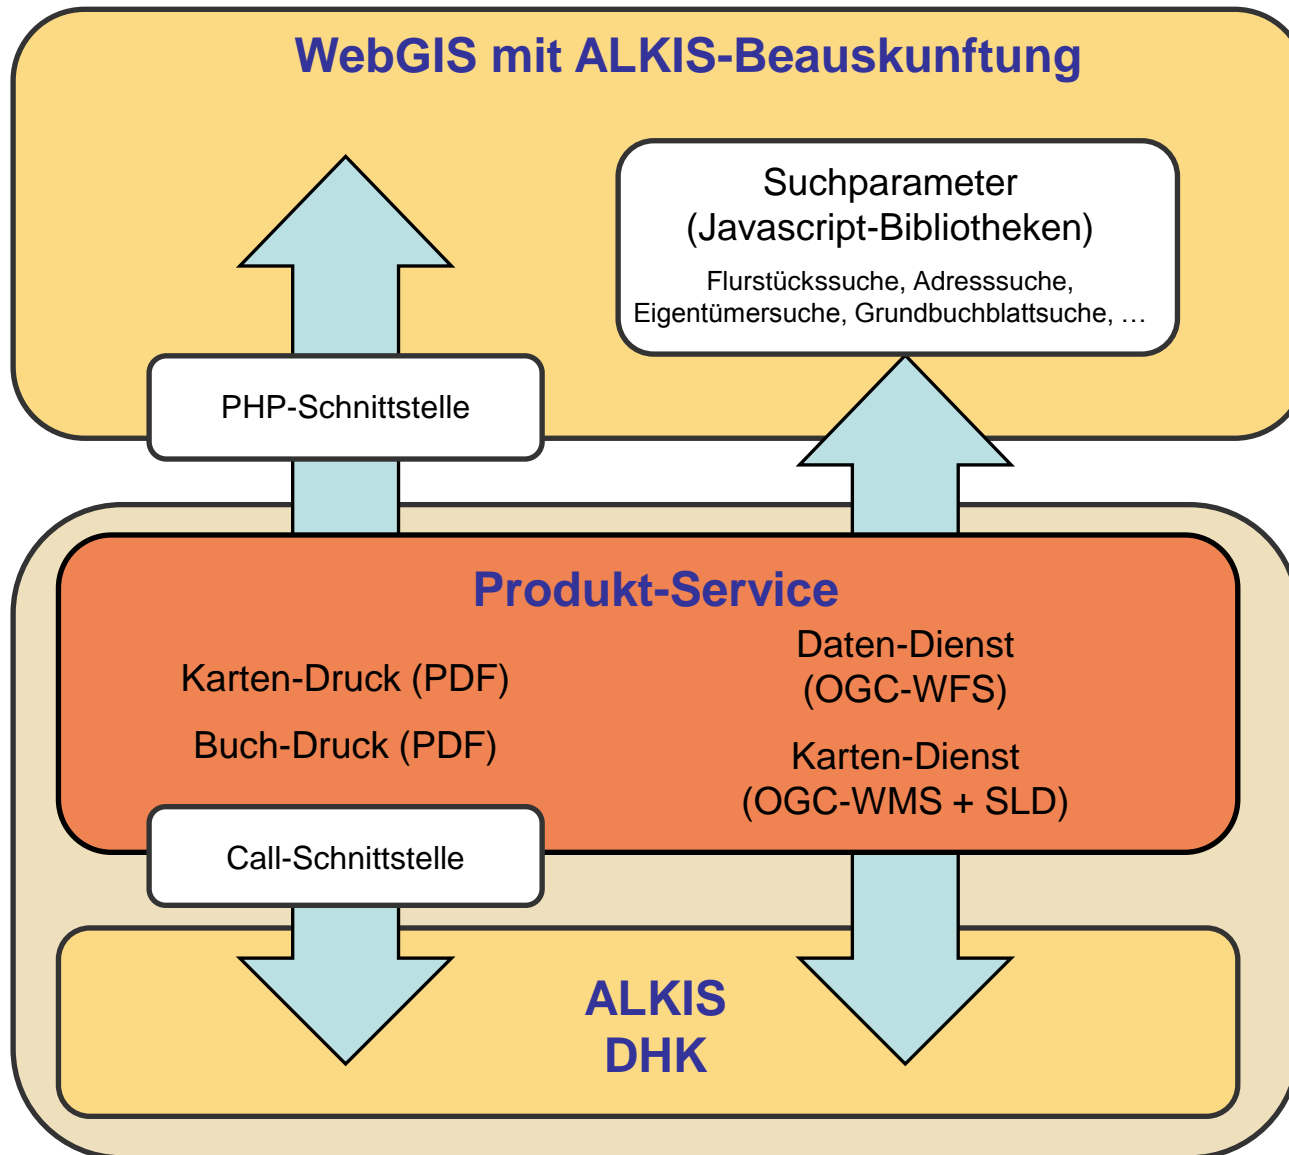 WebGIS mit ALKIS-Beauskunftung
Suchparameter
(Javascript-Bibliotheken)
Flurstückssuche, Adresssuche,
Eigentümersuche, Grundbuchblattsuche, …
PHP-Schnittstelle
Produkt-Service
Karten-Druck (PDF)
Buch-Druck (PDF)
Daten-Dienst
(OGC-WFS)
Karten-Dienst
(OGC-WMS + SLD)
Call-Schnittstelle
ALKIS
DHK